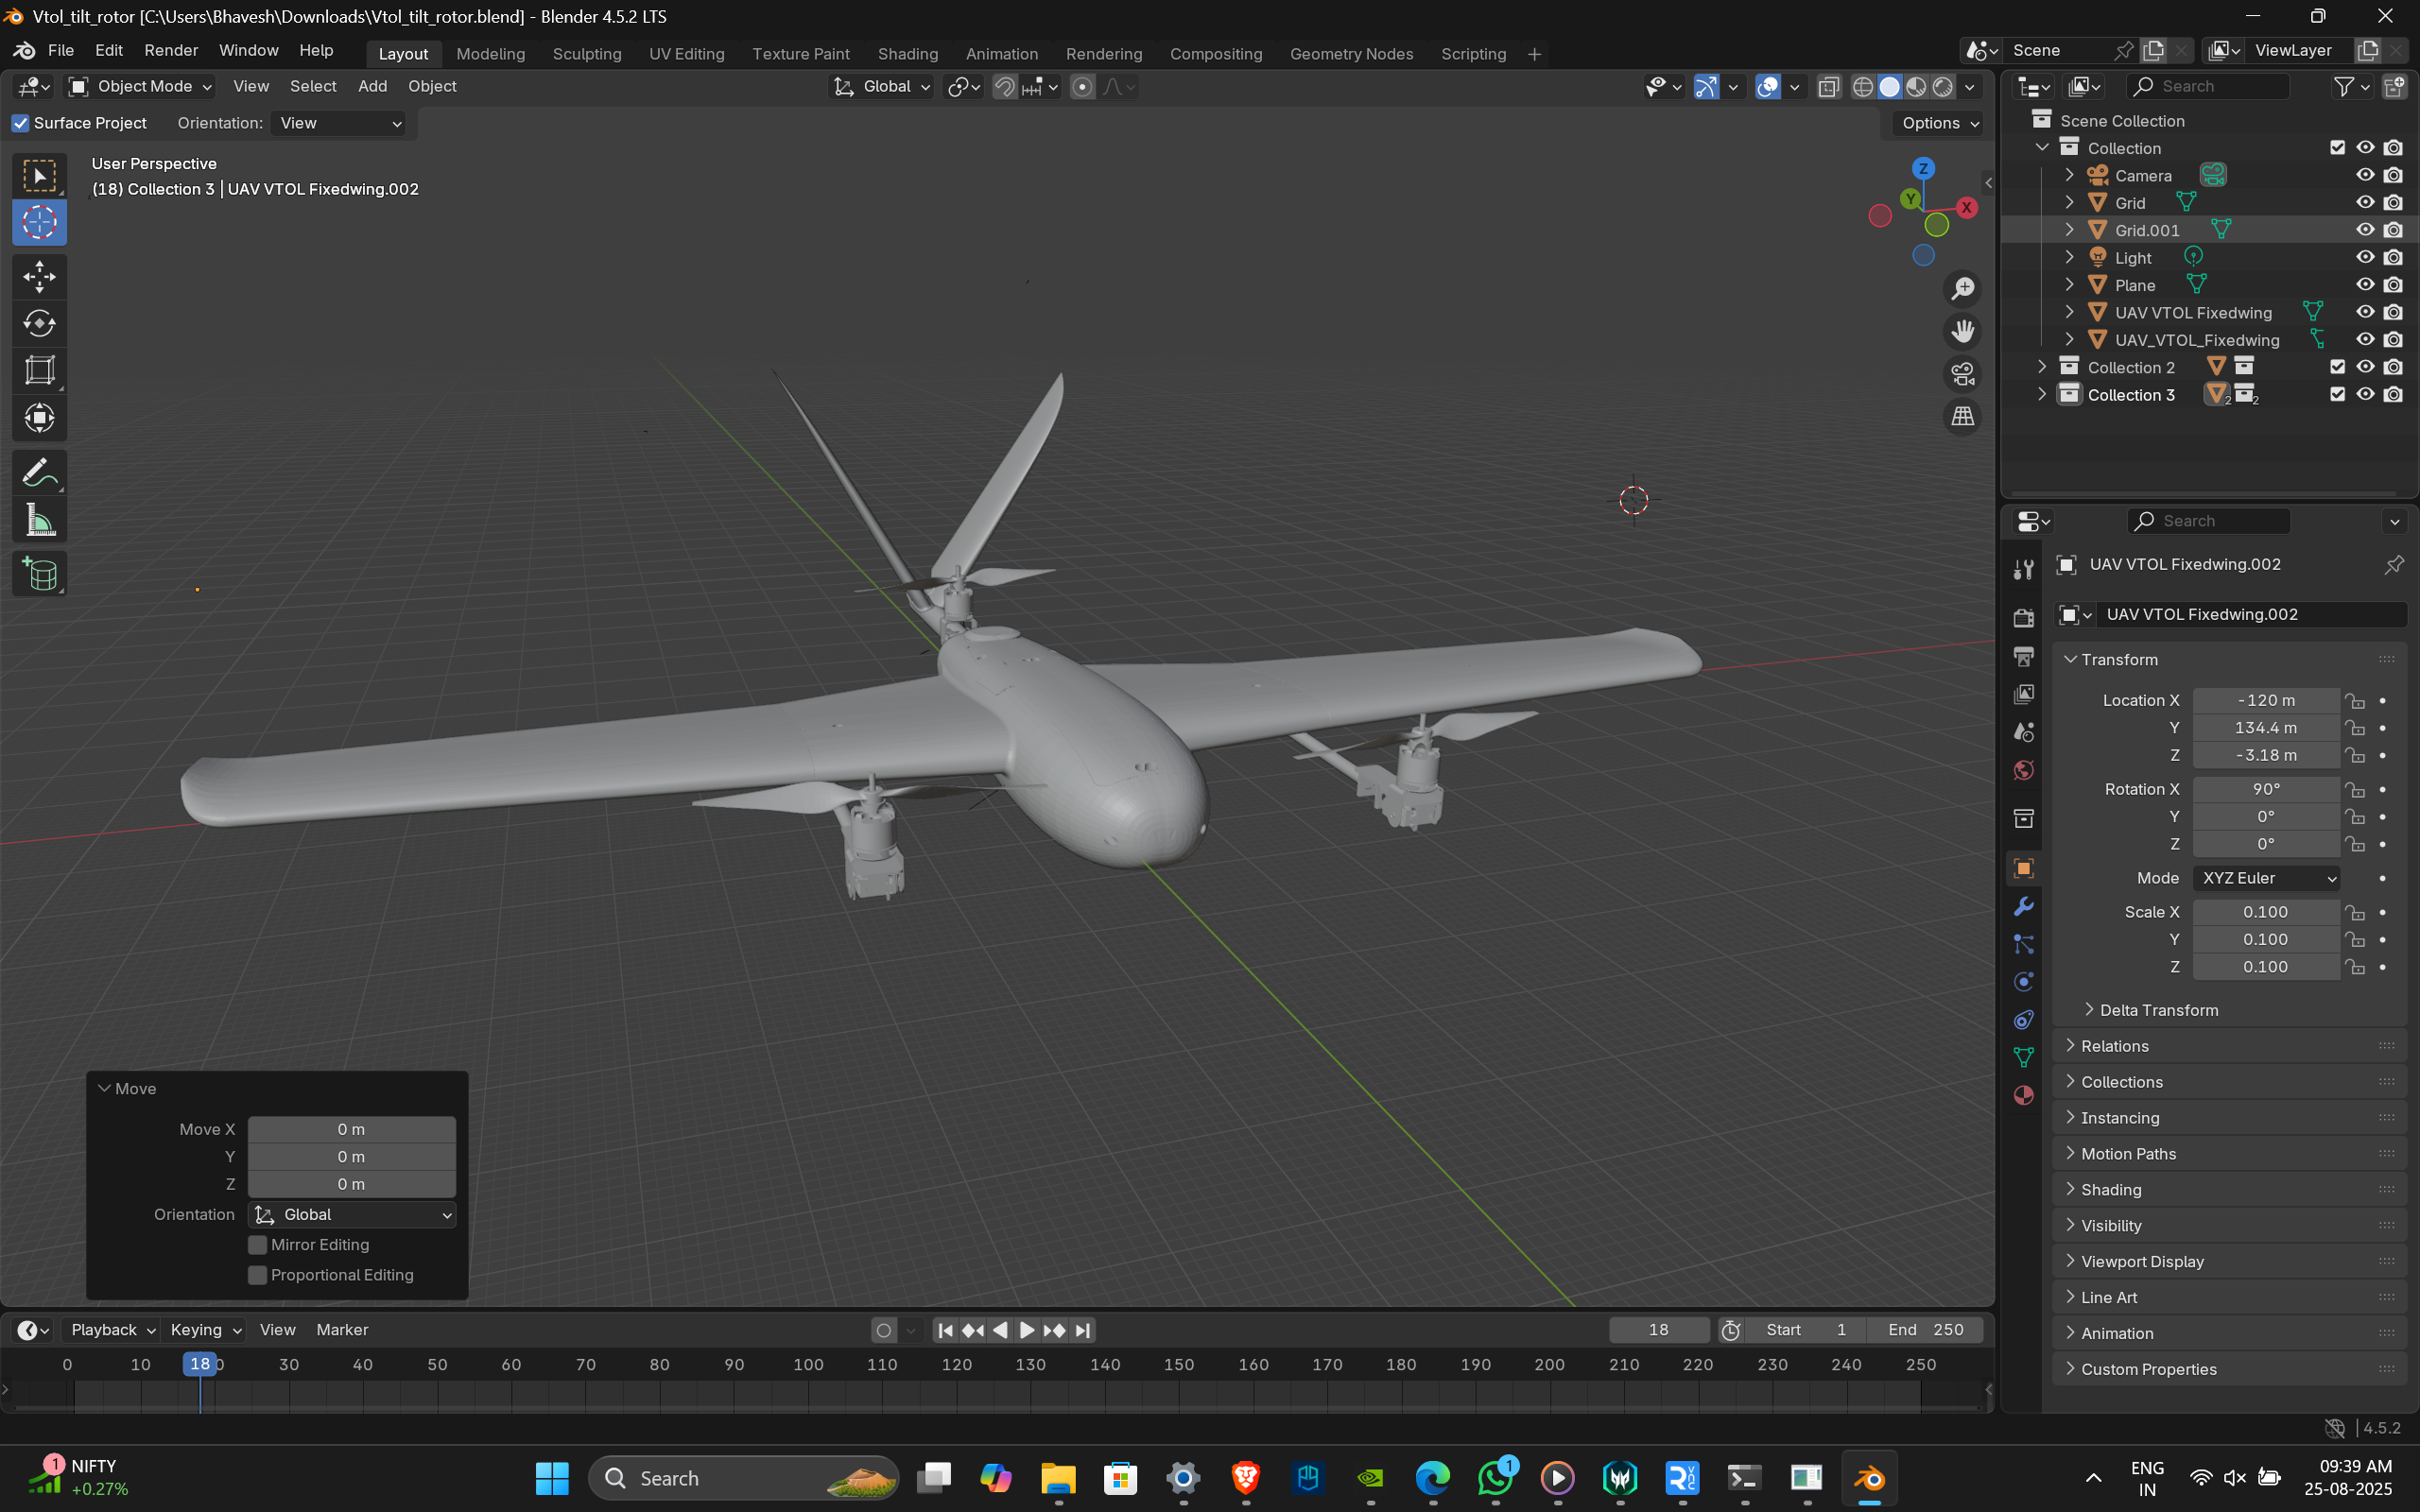 Vtol_tilt_rotor [C:\Users\Bhavesh\Downloads\Vtol_tilt_rotor.blend] - Blender 4.5.2 LTS
File Edit Render Window Help Layout Modeling Sculpting UV Editing Texture Paint Shading Animation Rendering Compositing Geometry Nodes Scripting + Scene ViewLayer
Object Mode View Select Add Object Global Search
Surface Project Orientation: View Options
User Perspective
(18) Collection 3 | UAV VTOL Fixedwing.002
Z
Y
X
Scene Collection
Collection
Camera
Grid
Grid.001
Light
Plane
UAV VTOL Fixedwing
UAV_VTOL_Fixedwing
Collection 2
Collection 3 2 2
Search
UAV VTOL Fixedwing.002
UAV VTOL Fixedwing.002
Transform
Location X -120 m
Y 134.4 m
Z -3.18 m
Rotation X 90°
Y 0°
Z 0°
Mode XYZ Euler
Scale X 0.100
Y 0.100
Z 0.100
Delta Transform
Relations
Collections
Instancing
Motion Paths
Shading
Visibility
Viewport Display
Line Art
Animation
Custom Properties
Move
Move X 0 m
Y 0 m
Z 0 m
Orientation Global
Mirror Editing
Proportional Editing
Playback Keying View Marker 18 Start 1 End 250
0 10 18 0 30 40 50 60 70 80 90 100 110 120 130 140 150 160 170 180 190 200 210 220 230 240 250
4.5.2
1 NIFTY
+0.27%
Search
1
ENG
IN
09:39 AM
25-08-2025